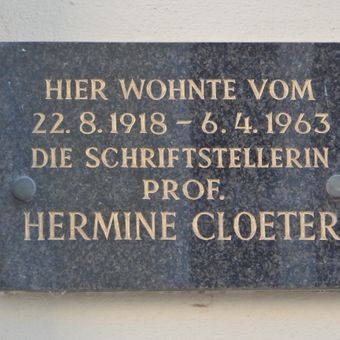 HIER WOHNTE VOM
22. 8. 1918 – 6. 4. 1963
DIE SCHRIFTSTELLERIN
PROF.
HERMINE CLOETER